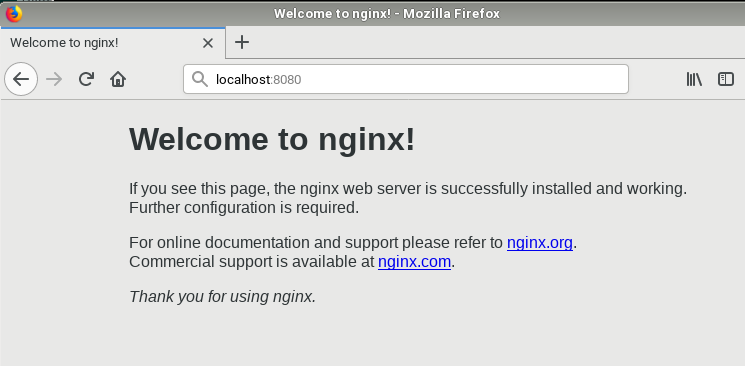 Welcome to nginx! - Mozilla Firefox
Welcome to nginx!
localhost:8080
Welcome to nginx!
If you see this page, the nginx web server is successfully installed and working.
Further configuration is required.
For online documentation and support please refer to nginx.org.
Commercial support is available at nginx.com.
Thank you for using nginx.